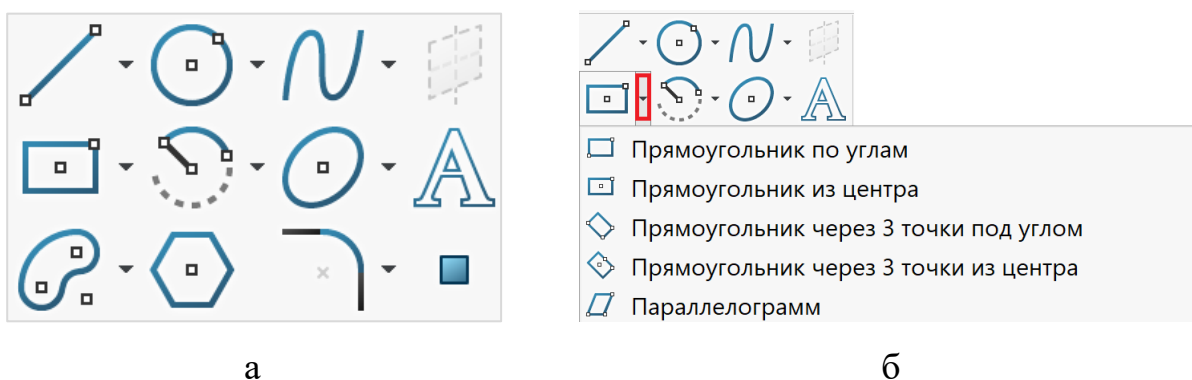 A
A
Прямоугольник по углам
Прямоугольник из центра
Прямоугольник через 3 точки под углом
Прямоугольник через 3 точки из центра
Параллелограмм
а
б